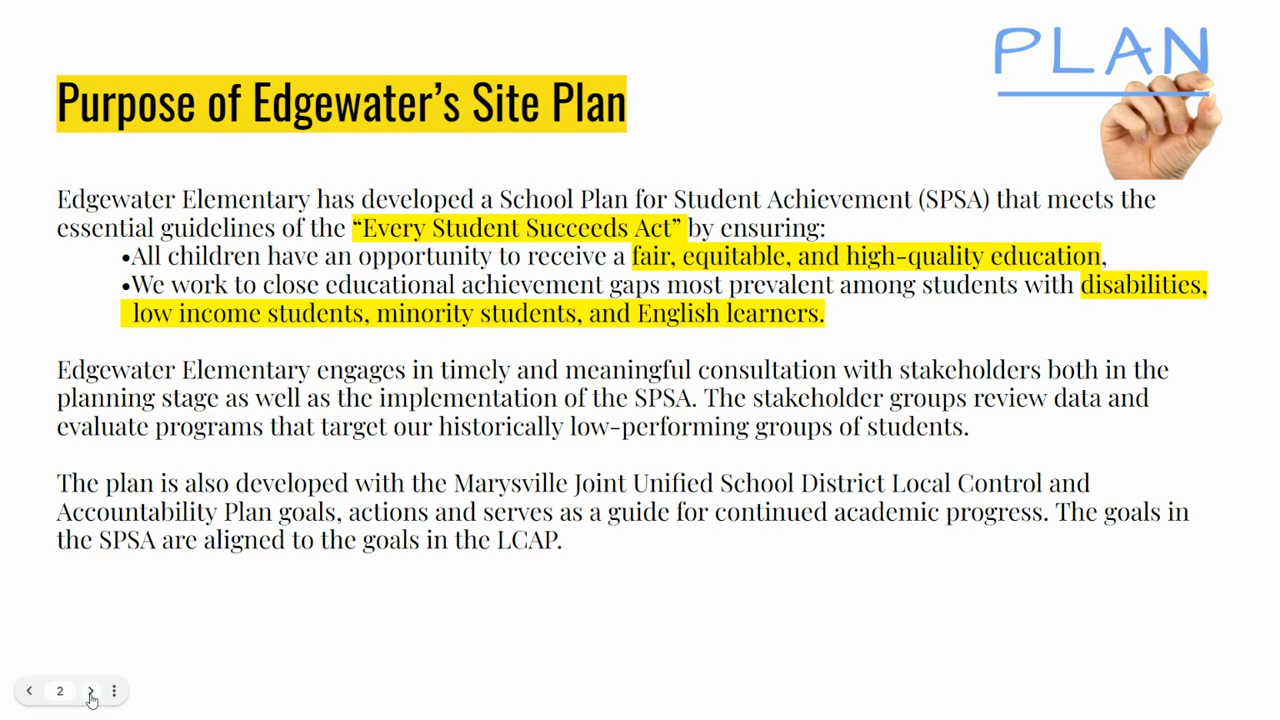 PLAN
Purpose of Edgewater’s Site Plan
Edgewater Elementary has developed a School Plan for Student Achievement (SPSA) that meets the
essential guidelines of the “Every Student Succeeds Act” by ensuring:
•All children have an opportunity to receive a fair, equitable, and high-quality education,
•We work to close educational achievement gaps most prevalent among students with disabilities,
low income students, minority students, and English learners.
Edgewater Elementary engages in timely and meaningful consultation with stakeholders both in the
planning stage as well as the implementation of the SPSA. The stakeholder groups review data and
evaluate programs that target our historically low-performing groups of students.
The plan is also developed with the Marysville Joint Unified School District Local Control and
Accountability Plan goals, actions and serves as a guide for continued academic progress. The goals in
the SPSA are aligned to the goals in the LCAP.
2